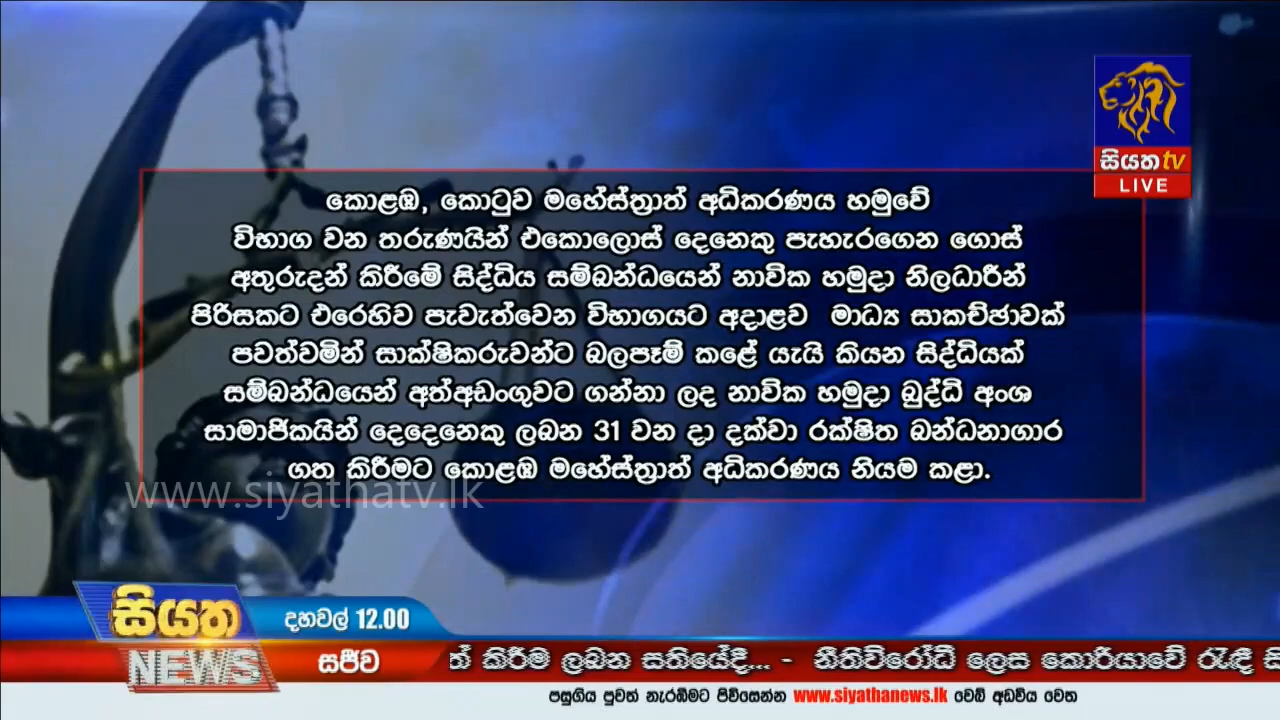 සියත tv
LIVE
කොළඹ, කොටුව මහේස්ත්‍රාත් අධිකරණය හමුවේ
විභාග වන තරුණයින් එකොලොස් දෙනෙකු පැහැරගෙන ගොස්
අතුරුදන් කිරීමේ සිද්ධිය සම්බන්ධයෙන් නාවික හමුදා නිලධාරීන්
පිරිසකට එරෙහිව පැවැත්වෙන විභාගයට අදාළව මාධ්‍ය සාකච්ඡාවක්
පවත්වමින් සාක්ෂිකරුවන්ට බලපෑම් කළේ යැයි කියන සිද්ධියක්
සම්බන්ධයෙන් අත්අඩංගුවට ගන්නා ලද නාවික හමුදා බුද්ධි අංශ
සාමාජිකයින් දෙදෙනෙකු ලබන 31 වන දා දක්වා රක්ෂිත බන්ධනාගාර
ගත කිරීමට කොළඹ මහේස්ත්‍රාත් අධිකරණය නියම කළා.
www.siyathatv.lk
සියත
NEWS
දහවල් 12.00
සජීව
ත් කිරීම ලබන සතියේදී... - නීතිවිරෝධී ලෙස කොරියාවේ රැඳී සි
පසුගිය පුවත් නැරඹීමට පිවිසෙන්න www.siyathanews.lk වෙබ් අඩවිය වෙත